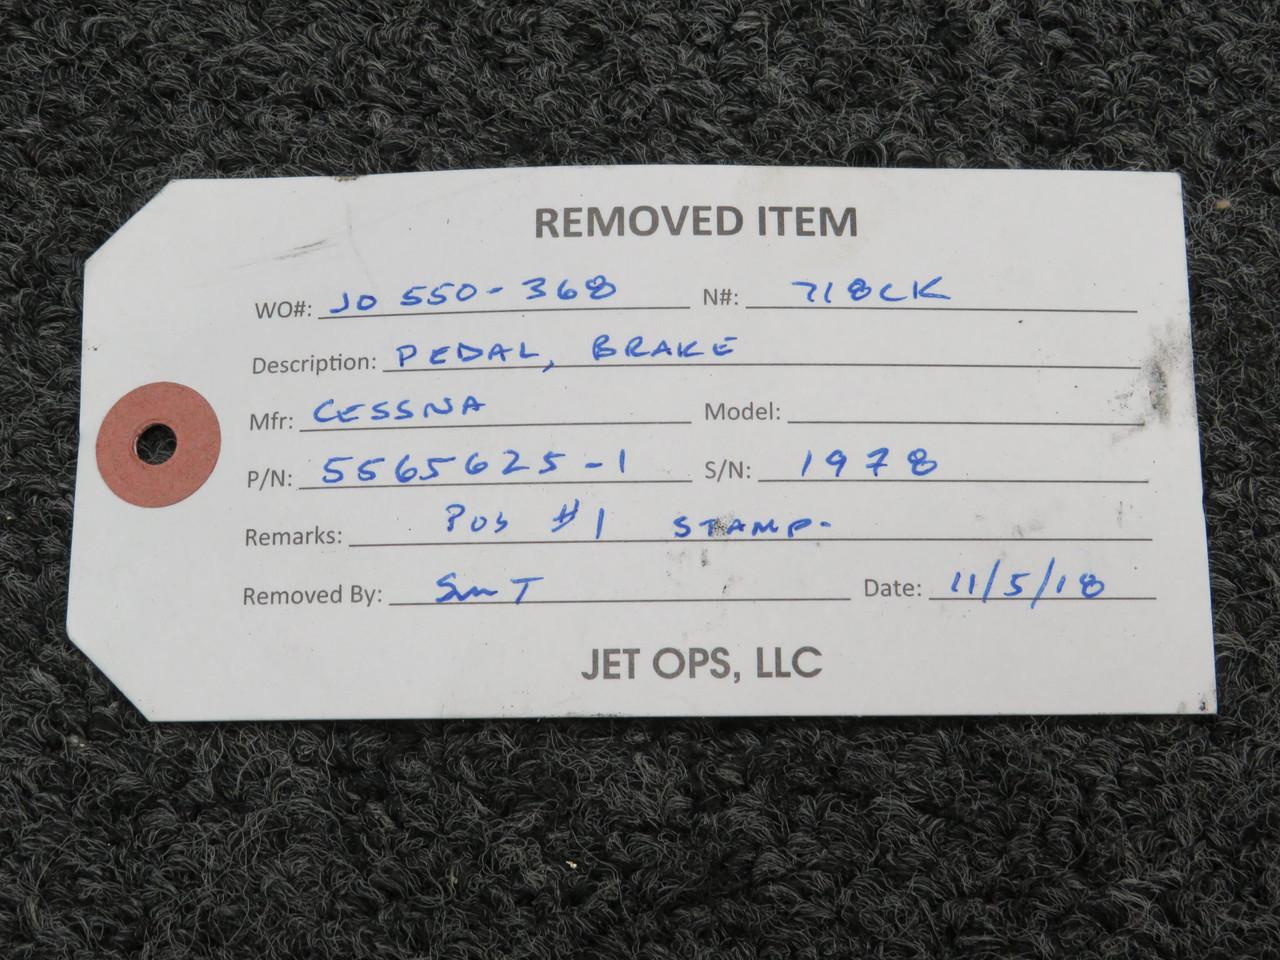 REMOVED ITEM
WO#: JO 550-368 N#: 718CK
Description: PEDAL, BRAKE
Mfr: CESSNA Model:
P/N: 5565625-1 S/N: 1978
Remarks: POS #1 STAMP.
Removed By: Date: 11/5/18
JET OPS, LLC